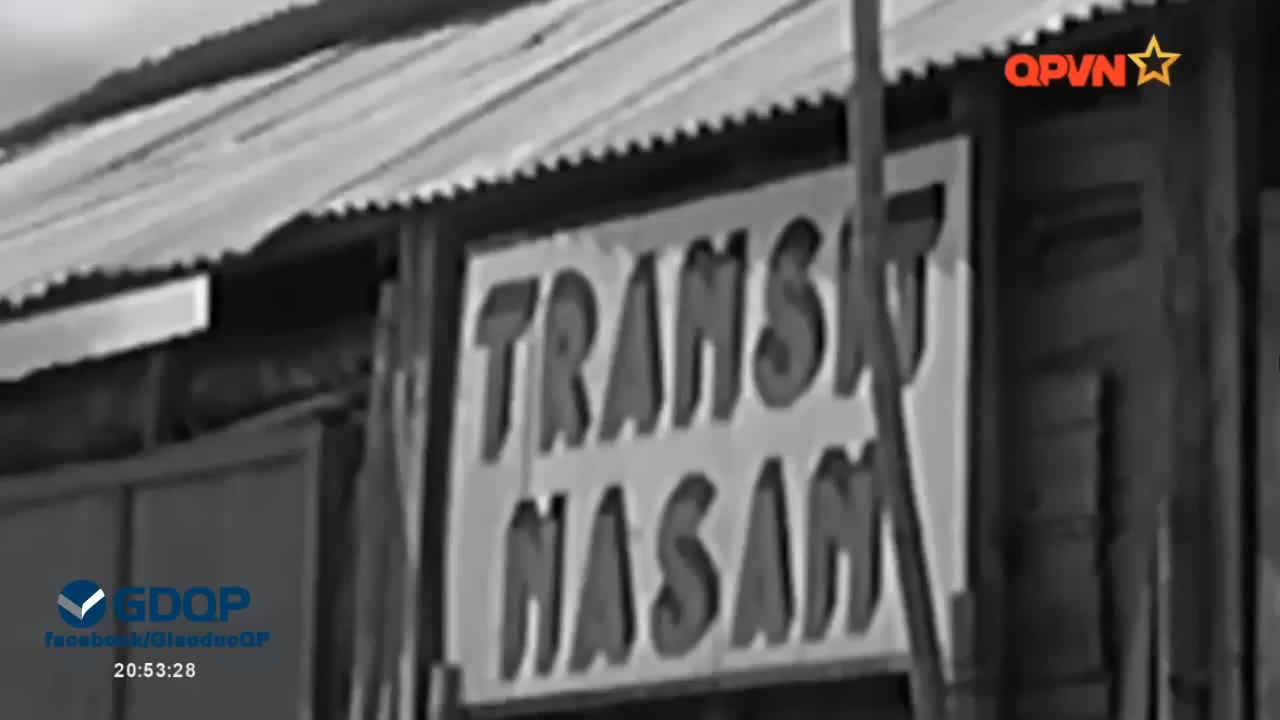 QPVN
TRANSIT
NASAN
GDQP
facebook/GiaoducQP
20:53:28